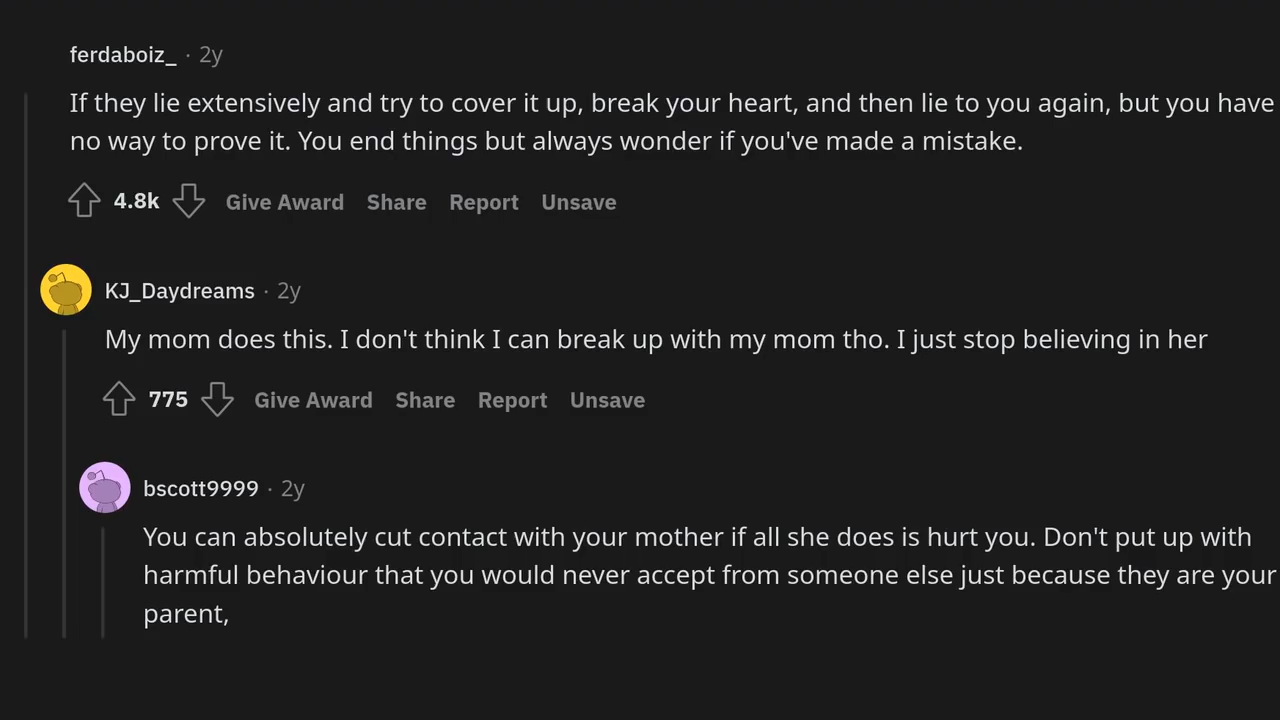 ferdaboiz_ · 2y
If they lie extensively and try to cover it up, break your heart, and then lie to you again, but you have
no way to prove it. You end things but always wonder if you've made a mistake.
4.8k Give Award Share Report Unsave
KJ_Daydreams · 2y
My mom does this. I don't think I can break up with my mom tho. I just stop believing in her
775 Give Award Share Report Unsave
bscott9999 · 2y
You can absolutely cut contact with your mother if all she does is hurt you. Don't put up with
harmful behaviour that you would never accept from someone else just because they are your
parent,